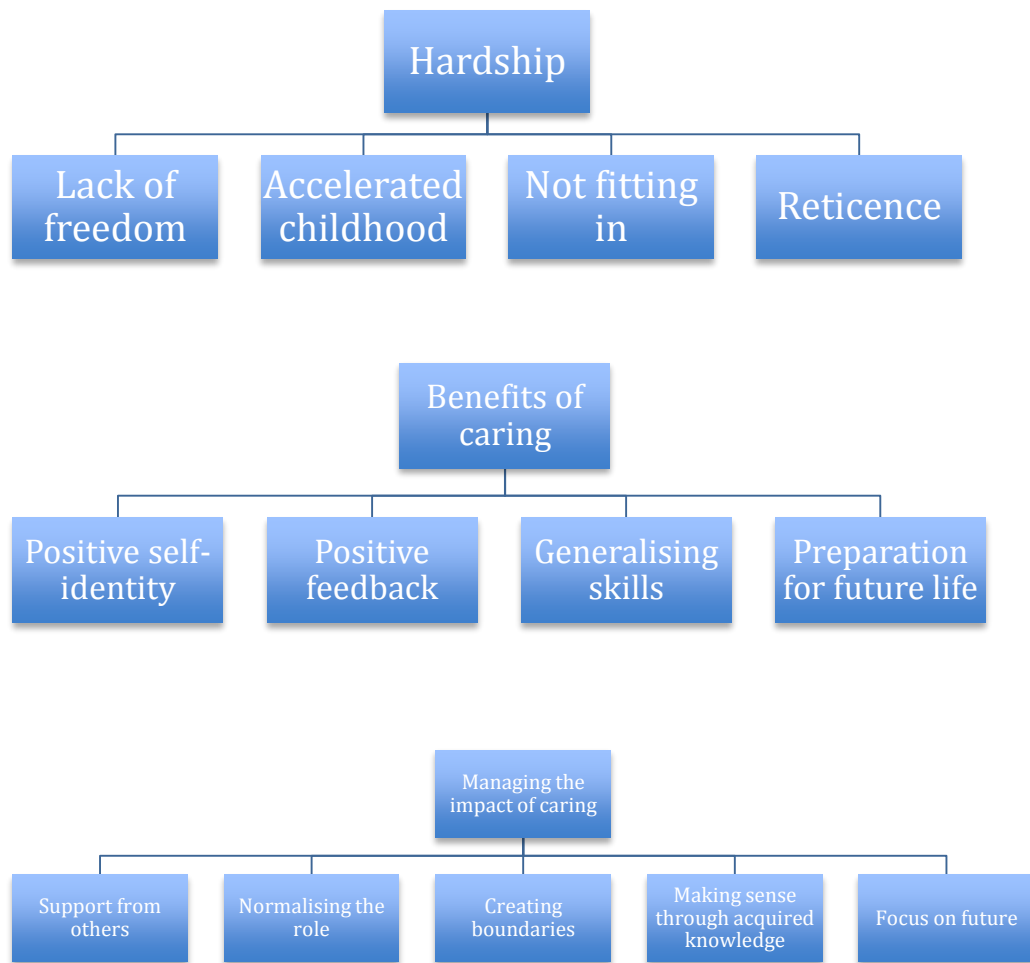 Hardship
Lack of
freedom
Accelerated
childhood
Not fitting
in
Reticence
Benefits of
caring
Positive self-
identity
Positive
feedback
Generalising
skills
Preparation
for future life
Managing the
impact of caring
Support from
others
Normalising the
role
Creating
boundaries
Making sense
through acquired
knowledge
Focus on future